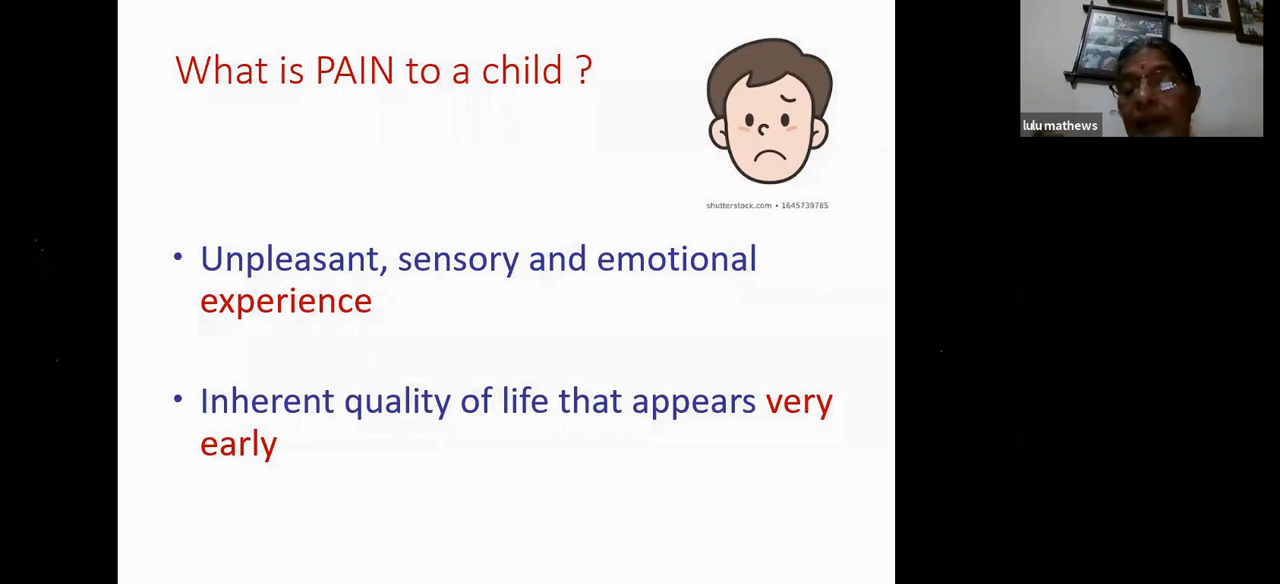 What is PAIN to a child ?
shutterstock.com • 1645739785
lulu mathews
• Unpleasant, sensory and emotional
experience
• Inherent quality of life that appears very
early